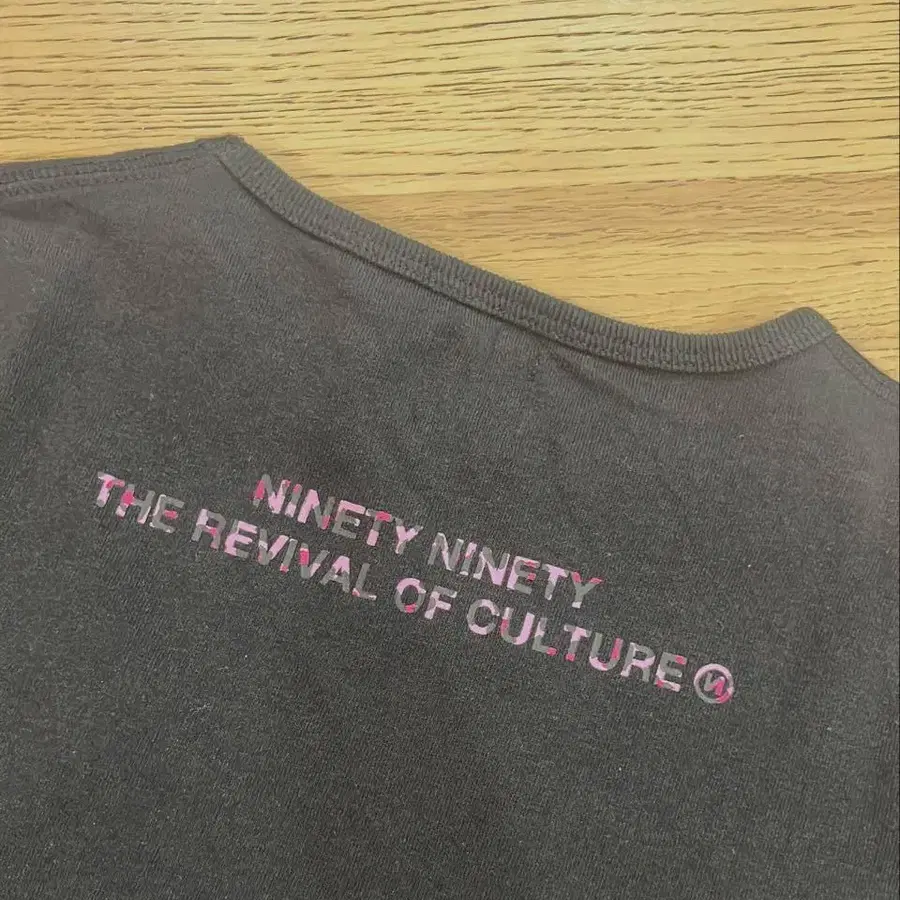 NINETY NINETY
THE REVIVAL OF CULTURE Ⓝ